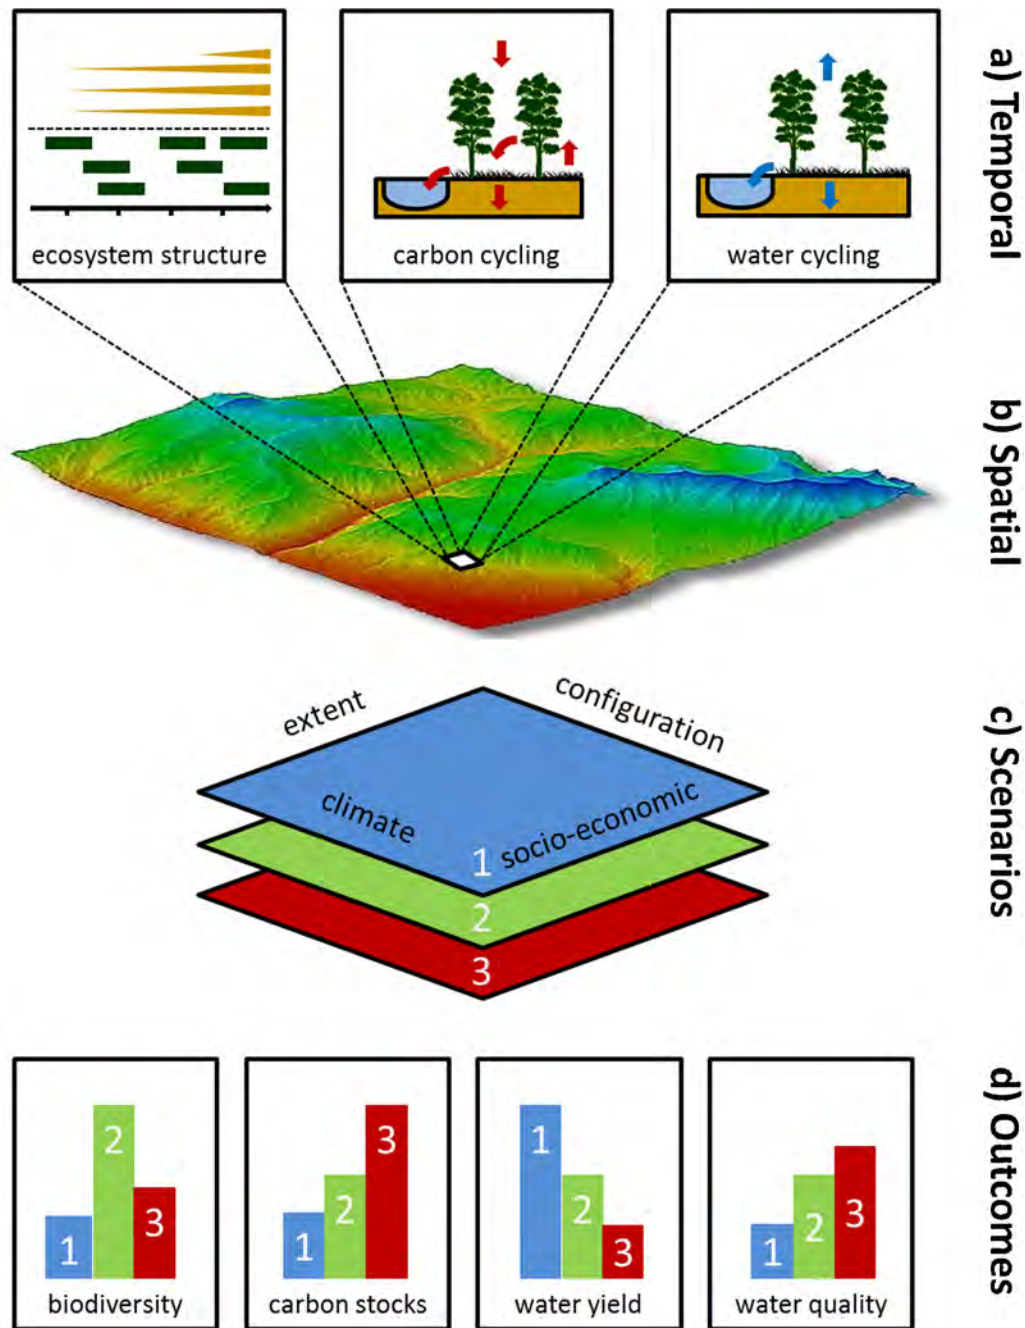 a) Temporal
ecosystem structure
carbon cycling
water cycling
b) Spatial
c) Scenarios
extent
configuration
climate
socio-economic
1
2
3
d) Outcomes
1
2
3
biodiversity
1
2
3
carbon stocks
1
2
3
water yield
1
2
3
water quality